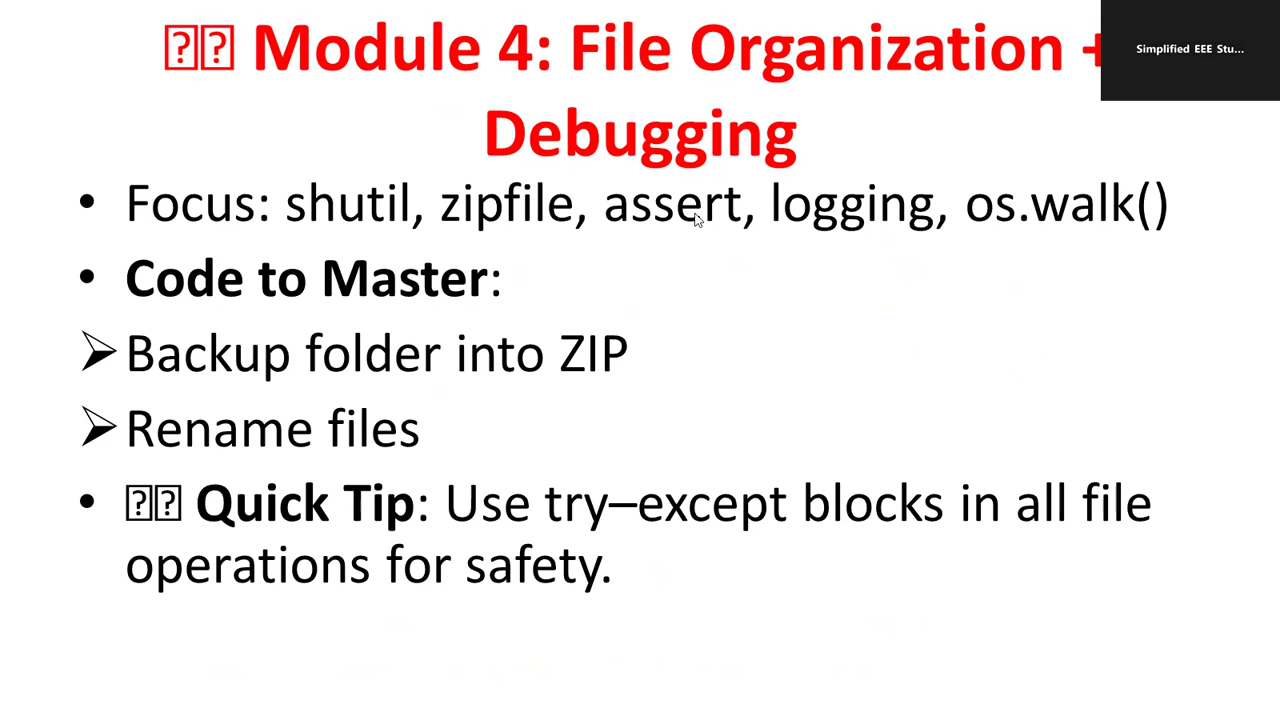 Module 4: File Organization +
Simplified EEE Stu...
Debugging
• Focus: shutil, zipfile, assert, logging, os.walk()
• Code to Master:
➢ Backup folder into ZIP
➢ Rename files
• Quick Tip: Use try–except blocks in all file
operations for safety.